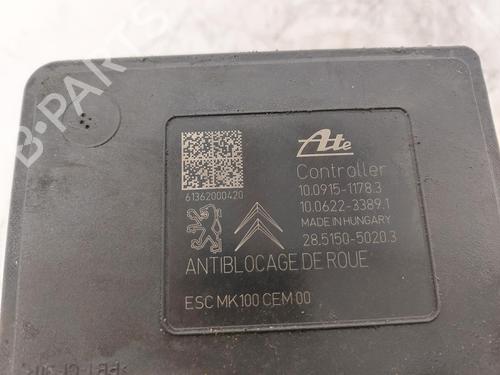 B-PARTS
Ate
Controller
61362000420
10.0915-1178.3
10.0622-3389.1
MADE IN HUNGARY
28.5150-5020.3
ANTIBLOCAGE DE ROUE
ESC MK100 CEM 00